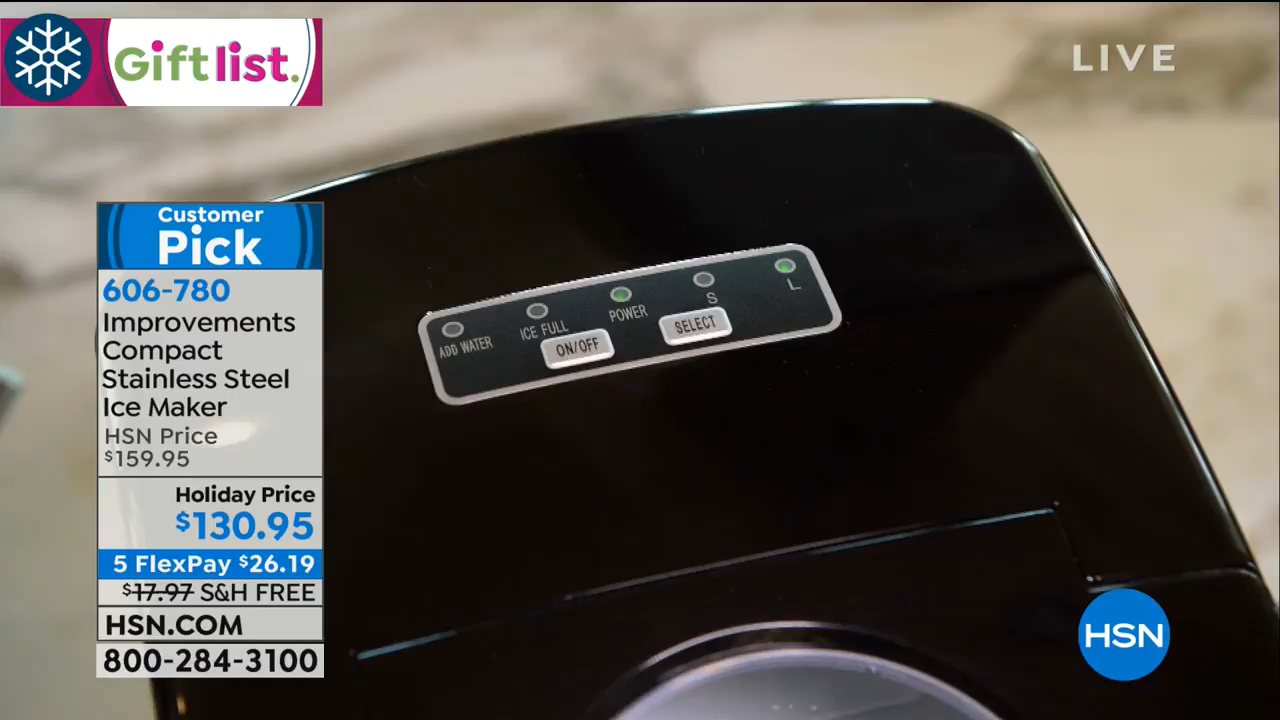 Gift list.
LIVE
Customer
Pick
606-780
Improvements
Compact
Stainless Steel
Ice Maker
HSN Price
$159.95
Holiday Price
$130.95
5 FlexPay $26.19
$17.97 S&H FREE
HSN.COM
800-284-3100
ADD WATER
ICE FULL
POWER
S
L
ON/OFF
SELECT
HSN